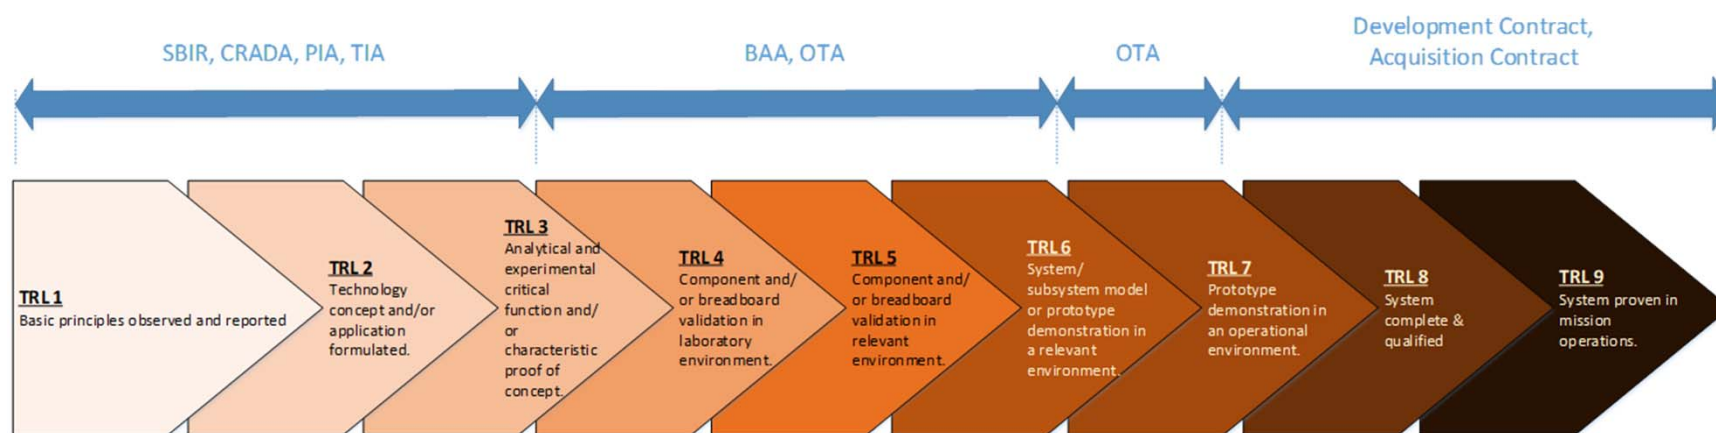 SBIR, CRADA, PIA, TIA
BAA, OTA
OTA
Development Contract,
Acquisition Contract
TRL 1
Basic principles observed and reported
TRL 2
Technology
concept and/or
application
formulated.
TRL 3
Analytical and
experimental
critical
function and/
or
characteristic
proof of
concept.
TRL 4
Component and/
or breadboard
validation in
laboratory
environment.
TRL 5
Component and/
or breadboard
validation in
relevant
environment.
TRL 6
System/
subsystem model
or prototype
demonstration in
a relevant
environment.
TRL 7
Prototype
demonstration in
an operational
environment.
TRL 8
System
complete &
qualified
TRL 9
System proven in
mission
operations.